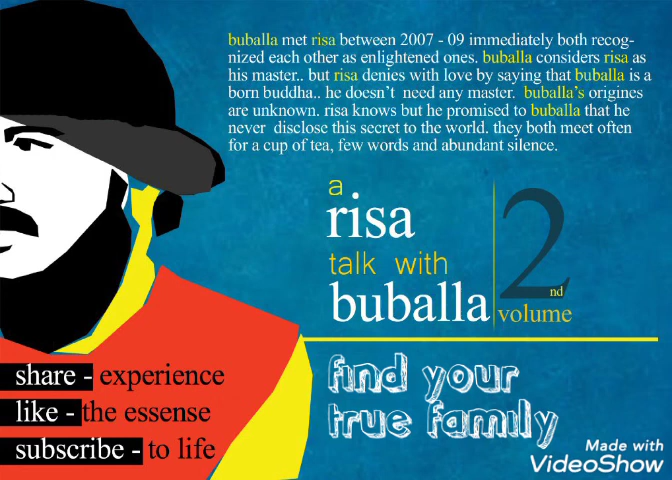 buballa met risa between 2007 - 09 immediately both recog-
nized each other as enlightened ones. buballa considers risa as
his master.. but risa denies with love by saying that buballa is a
born buddha.. he doesn't need any master. buballa's origines
are unknown. risa knows but he promised to buballa that he
never disclose this secret to the world. they both meet often
for a cup of tea, few words and abundant silence.
a
risa
talk with
buballa
2nd
volume
find your
true family
share - experience
like - the essense
subscribe - to life
Made with
VideoShow